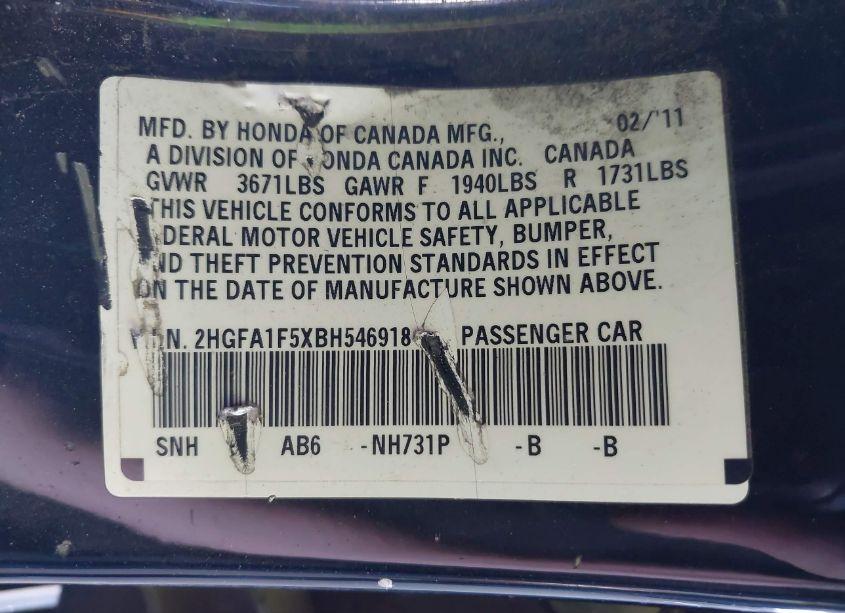 MFD. BY HONDA OF CANADA MFG., 02/'11
A DIVISION OF ONDA CANADA INC. CANADA
GVWR 3671LBS GAWR F 1940LBS R 1731LBS
THIS VEHICLE CONFORMS TO ALL APPLICABLE
DERAL MOTOR VEHICLE SAFETY, BUMPER,
ND THEFT PREVENTION STANDARDS IN EFFECT
ON THE DATE OF MANUFACTURE SHOWN ABOVE.
N. 2HGFA1F5XBH546918 PASSENGER CAR
SNH AB6 -NH731P -B -B